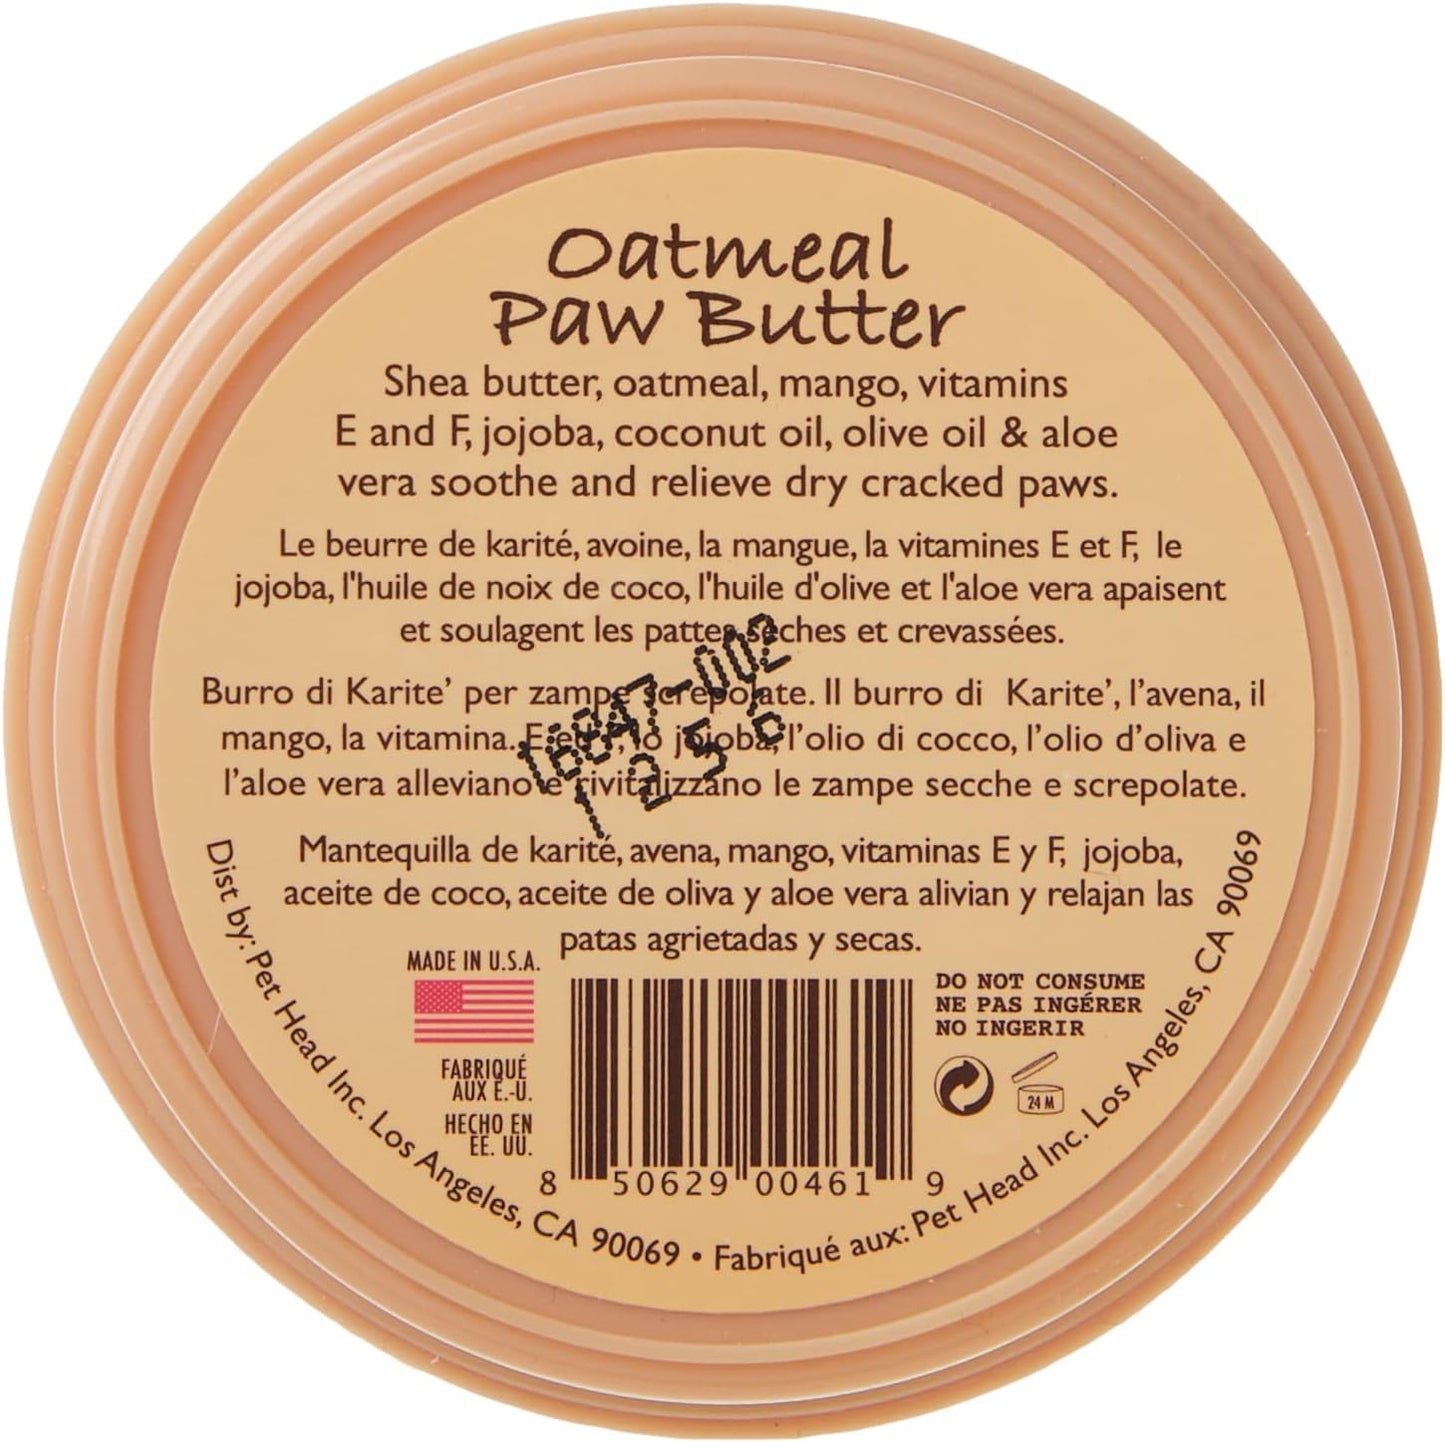 Oatmeal
Paw Butter
Shea butter, oatmeal, mango, vitamins
E and F, jojoba, coconut oil, olive oil & aloe
vera soothe and relieve dry cracked paws.
Le beurre de karité, avoine, la mangue, la vitamines E et F, le
jojoba, l'huile de noix de coco, l'huile d'olive et l'aloe vera apaisent
et soulagent les pattes sèches et crevassées.
Burro di Karite’ per zampe screpolate. Il burro di Karite’, l’avena, il
mango, la vitamina. E lo jojoba, l’olio di cocco, l’olio d’oliva e
l’aloe vera alleviano e rivitalizzano le zampe secche e screpolate.
Mantequilla de karité, avena, mango, vitaminas E y F, jojoba,
aceite de coco, aceite de oliva y aloe vera alivian y relajan las
patas agrietadas y secas.
MADE IN U.S.A.
FABRIQUÉ
AUX É.-U.
HECHO EN
EE. UU.
8 50629 00461 9
DO NOT CONSUME
NE PAS INGÉRER
NO INGERIR
24 M
Dist by: Pet Head Inc. Los Angeles, CA 90069 • Fabriqué aux: Pet Head Inc. Los Angeles, CA 90069